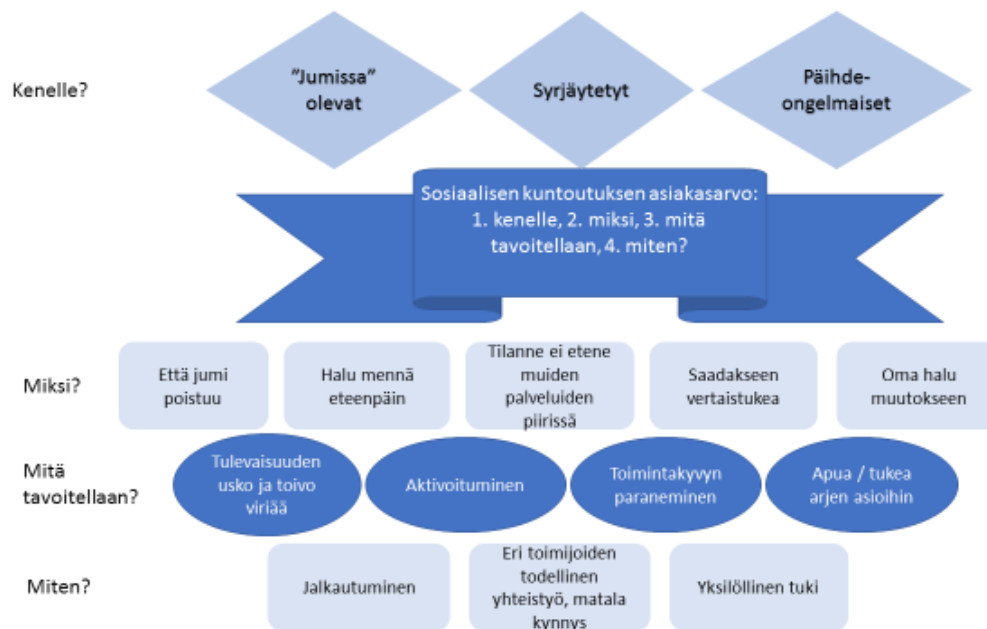 Kenelle?
”Jumissa”
olevat
Syrjäytetyt
Päihde-
ongelmaiset
Sosiaalisen kuntoutuksen asiakasarvo:
1. kenelle, 2. miksi, 3. mitä
tavoitellaan, 4. miten?
Miksi?
Että jumi
poistuu
Halu mennä
eteenpäin
Tilanne ei etene
muiden
palveluiden
piirissä
Saadakseen
vertaistukea
Oma halu
muutokseen
Mitä
tavoitellaan?
Tulevaisuuden
usko ja toivo
viriää
Aktivoituminen
Toimintakyvyn
paraneminen
Apua / tukea
arjen asioihin
Miten?
Jalkautuminen
Eri toimijoiden
todellinen
yhteistyö, matala
kynnys
Yksilöllinen tuki